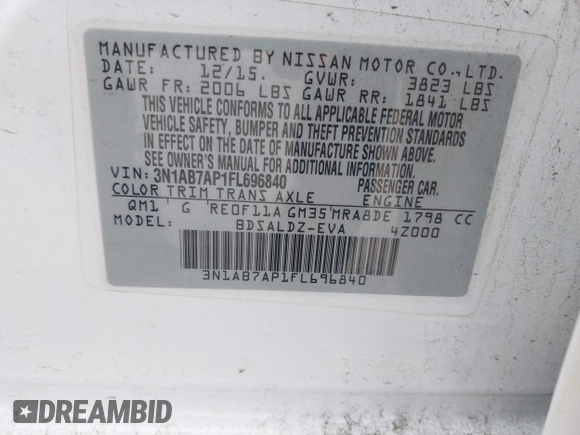 MANUFACTURED BY NISSAN MOTOR CO.,LTD.
DATE: 12/15. GVWR: 3823 LBS
GAWR FR: 2006 LBS GAWR RR: 1841 LBS
THIS VEHICLE CONFORMS TO ALL APPLICABLE FEDERAL MOTOR
VEHICLE SAFETY, BUMPER AND THEFT PREVENTION STANDARDS
IN EFFECT ON THE DATE OF MANUFACTURE SHOWN ABOVE.
SEE OWNER'S MANUAL FOR ADDITIONAL INFORMATION.
VIN: 3N1AB7AP1FL696840 PASSENGER CAR.
COLOR TRIM TRANS AXLE ENGINE
QM1 G RE0F11A GM35 MRA8DE 1798 CC
MODEL: BDSALDZ-EVA 4Z000
3N1AB7AP1FL696840
DREAMBID